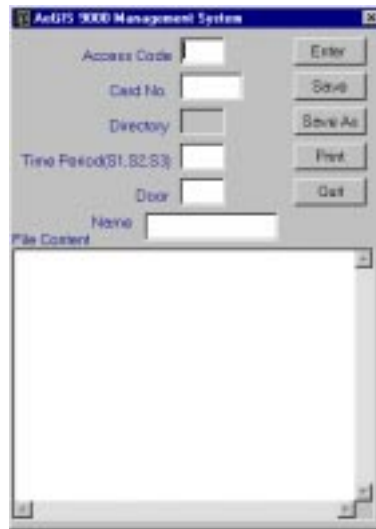 AeGIS 9000 Management System
Access Code
Enter
Card No.
Save
Directory
Save As
Time Period(S1,S2,S3)
Print
Door
Quit
Name
File Content